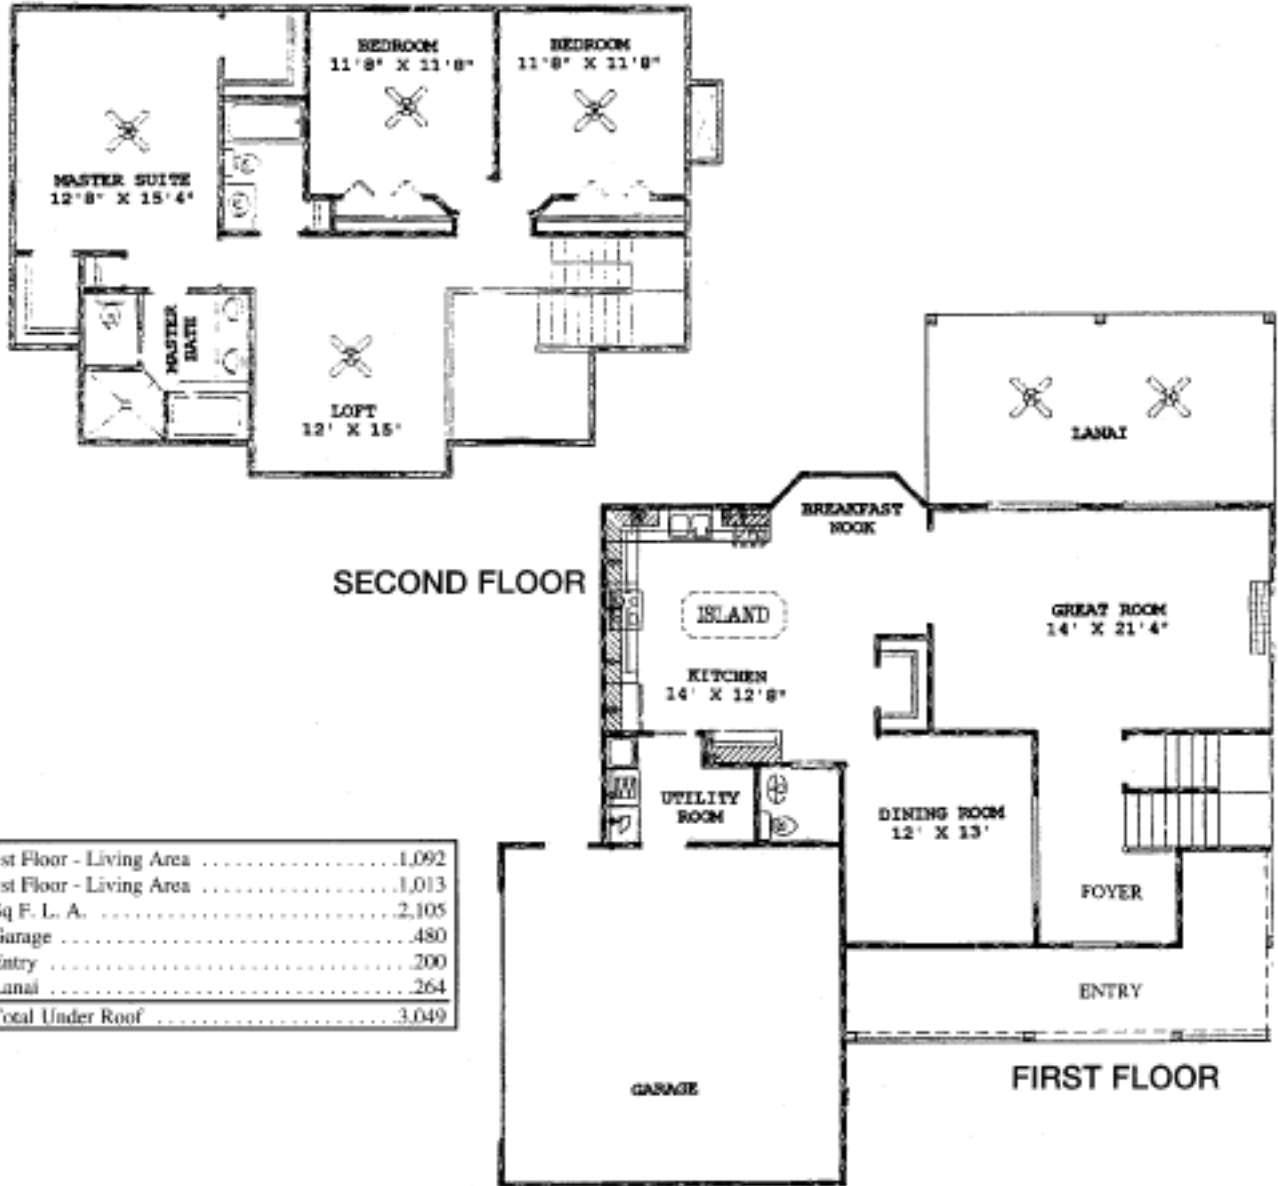 BEDROOM
11'8" X 11'8"
BEDROOM
11'8" X 11'8"
MASTER SUITE
12'8" X 15'4"
MASTER
BATH
LOFT
12' X 15'
SECOND FLOOR
LANAI
BREAKFAST
NOOK
ISLAND
GREAT ROOM
14' X 21'4"
KITCHEN
14' X 12'8"
UTILITY
ROOM
DINING ROOM
12' X 13'
FOYER
ENTRY
GARAGE
FIRST FLOOR
st Floor - Living Area 1,092
st Floor - Living Area 1,013
q F. L. A. 2,105
Garage 480
Entry 200
Lanai 264
Total Under Roof 3,049